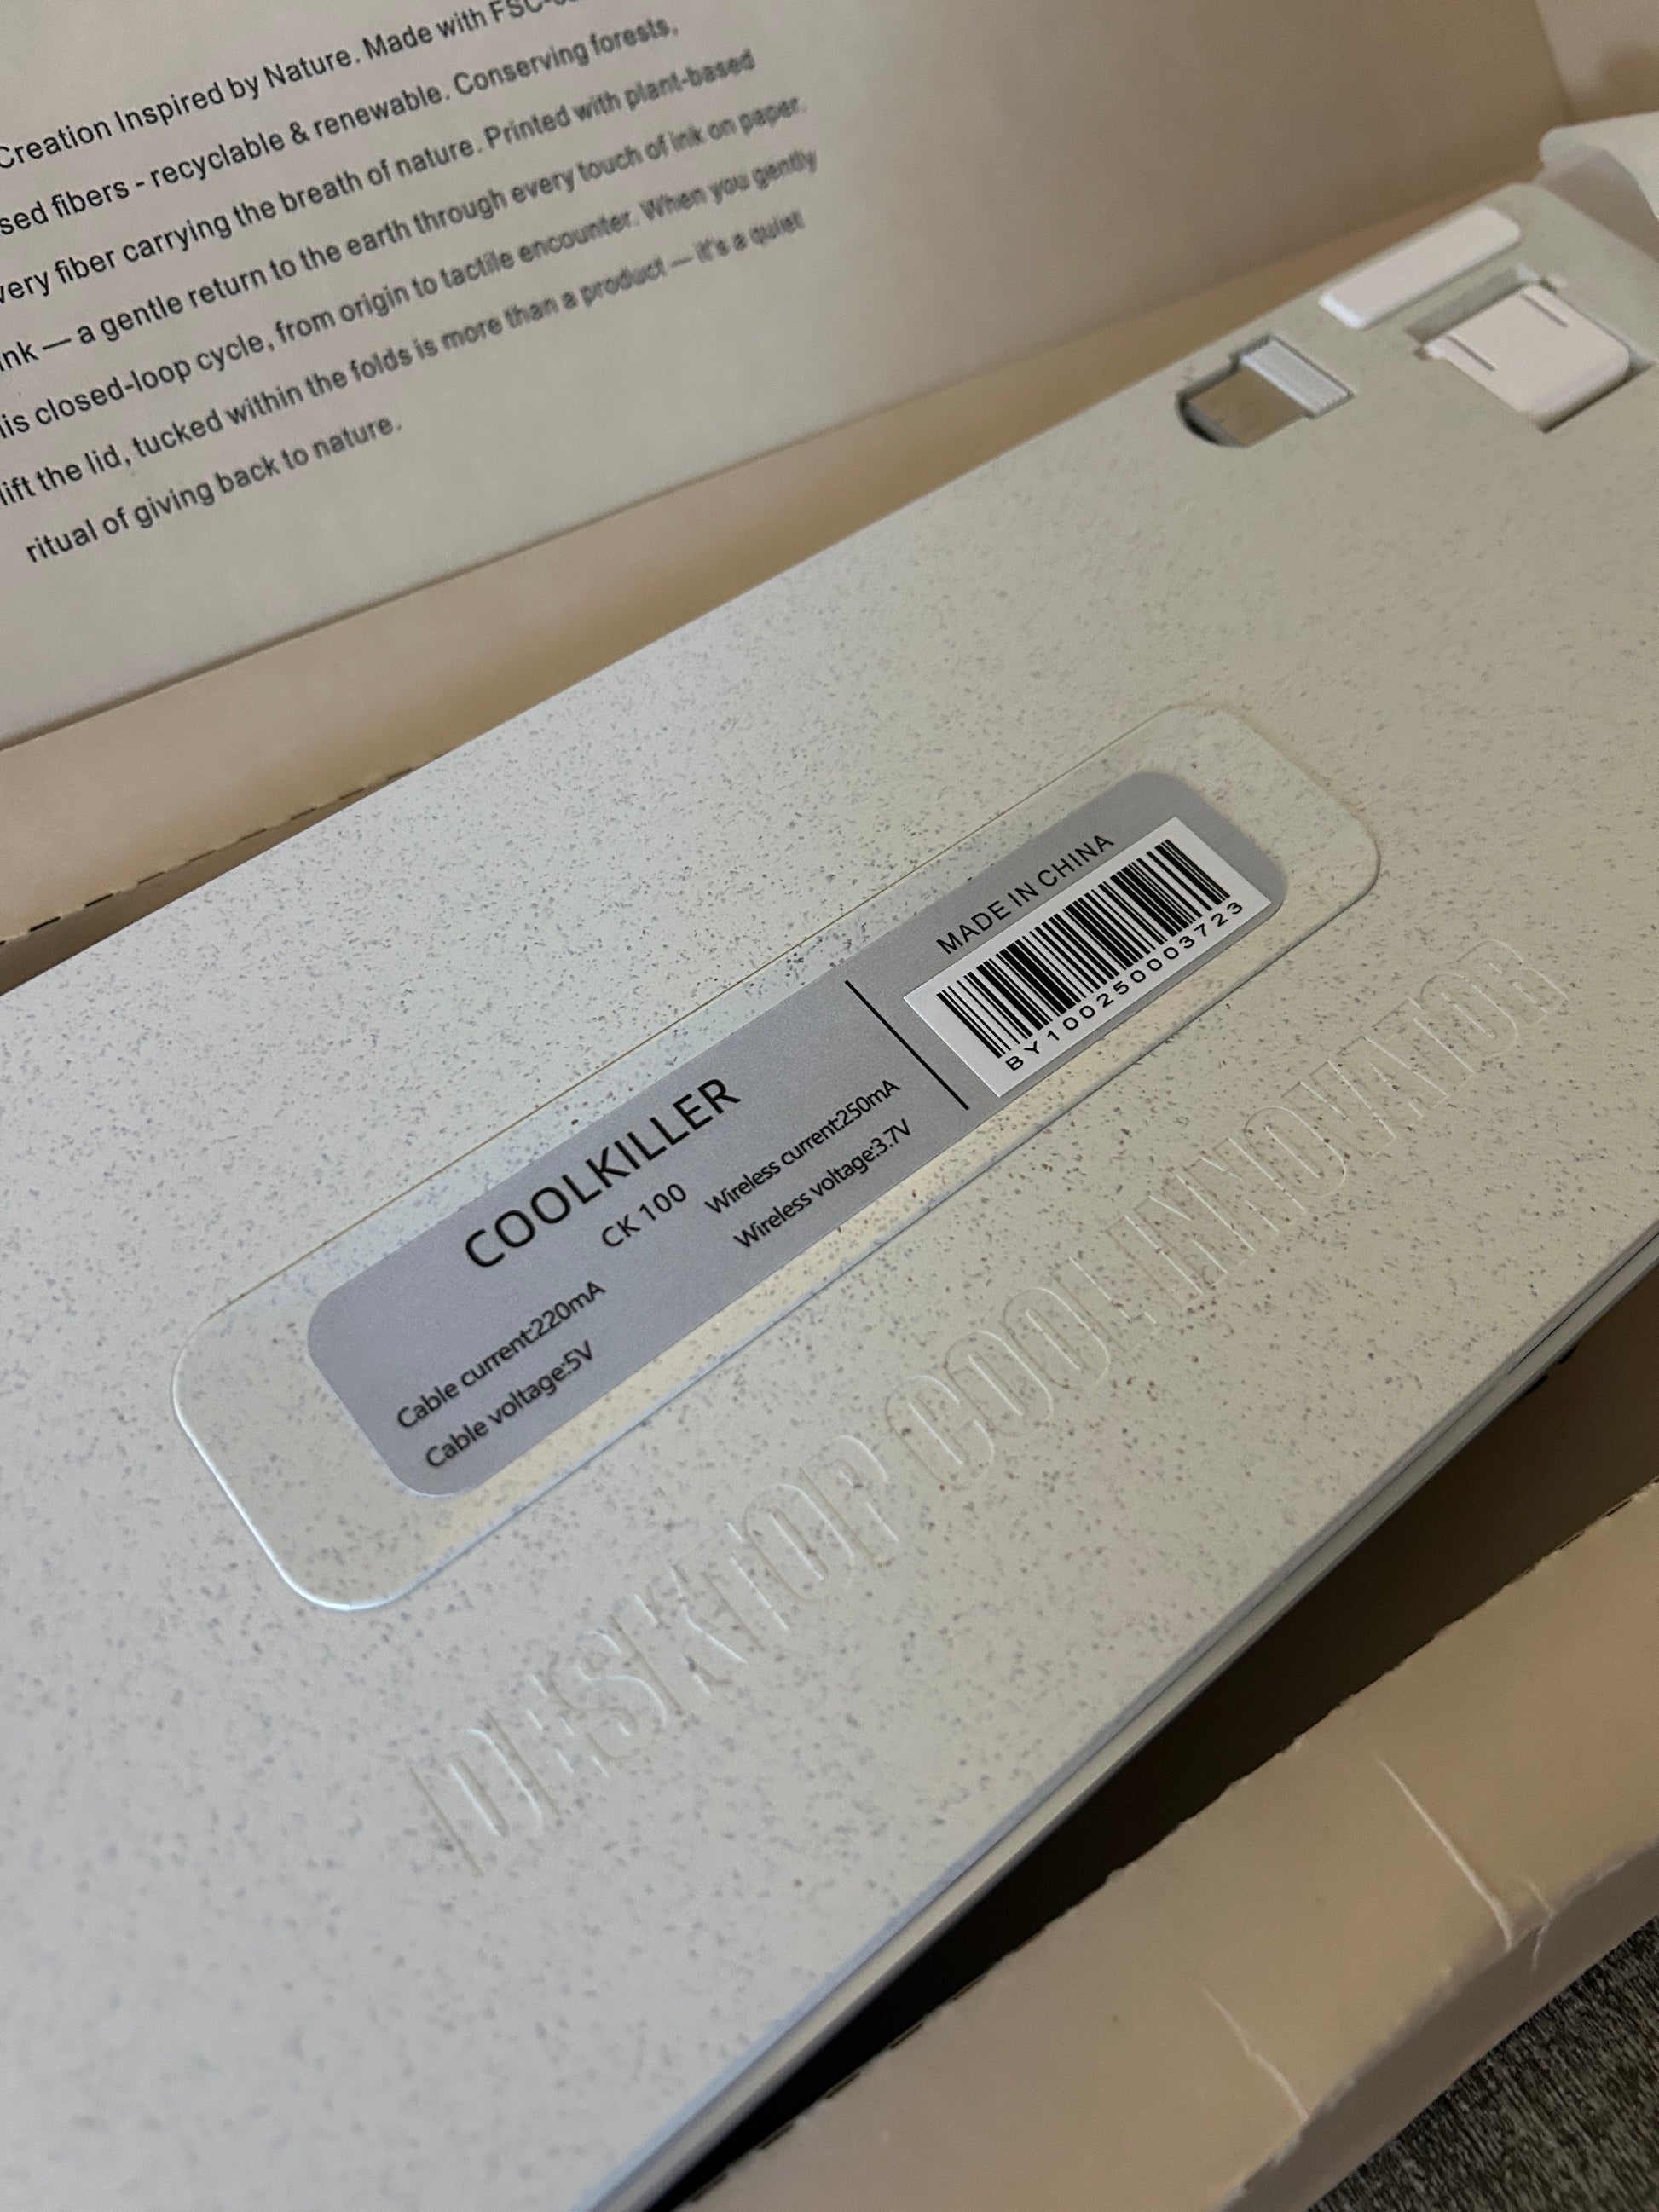 Creation Inspired by Nature. Made with FSC-
sed fibers - recyclable & renewable. Conserving forests,
very fiber carrying the breath of nature. Printed with plant-based
ink — a gentle return to the earth through every touch of ink on paper.
is closed-loop cycle, from origin to tactile encounter. When you gently
lift the lid, tucked within the folds is more than a product — it's a quiet
ritual of giving back to nature.
COOLKILLER
CK 100
Cable current:220mA
Wireless current:250mA
Cable voltage:5V
Wireless voltage:3.7V
MADE IN CHINA
BY10025000003723
DESKTOP COOL INNOVATOR